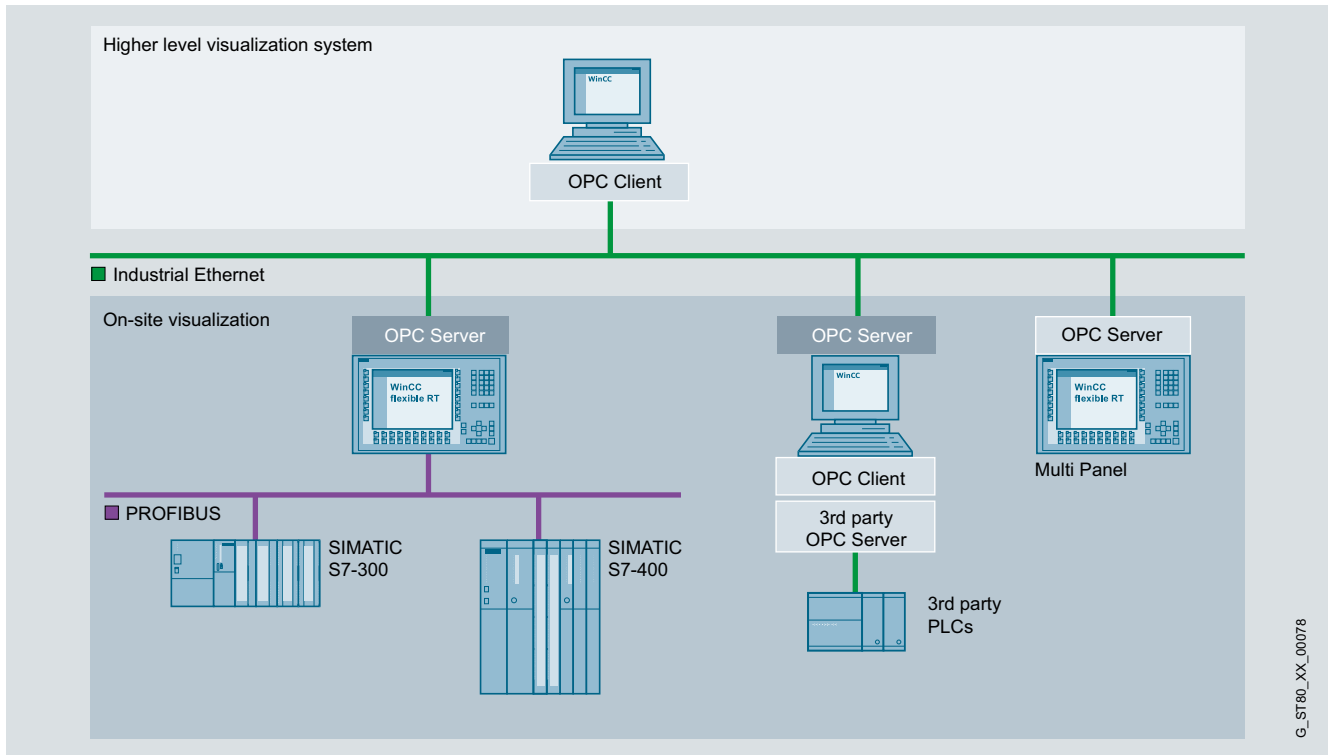 Higher level visualization system
WinCC
OPC Client
Industrial Ethernet
On-site visualization
OPC Server
WinCC
flexible RT
OPC Server
WinCC
OPC Server
WinCC
flexible RT
Multi Panel
OPC Client
3rd party
OPC Server
PROFIBUS
SIMATIC
S7-300
SIMATIC
S7-400
3rd party
PLCs
G_ST80_XX_00078